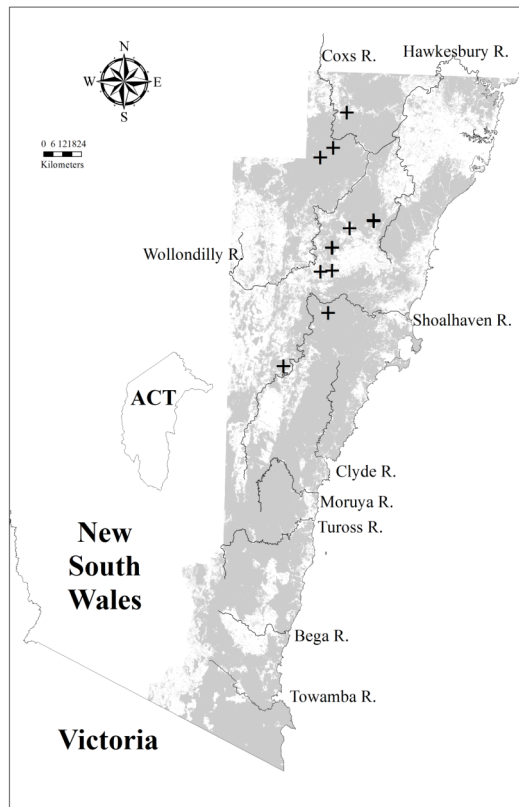 Coxs R.
Hawkesbury R.
N
W
E
S
0 6 121824
Kilometers
Wollondilly R.
Shoalhaven R.
ACT
Clyde R.
Moruya R.
Tuross R.
New
South
Wales
Bega R.
Towamba R.
Victoria